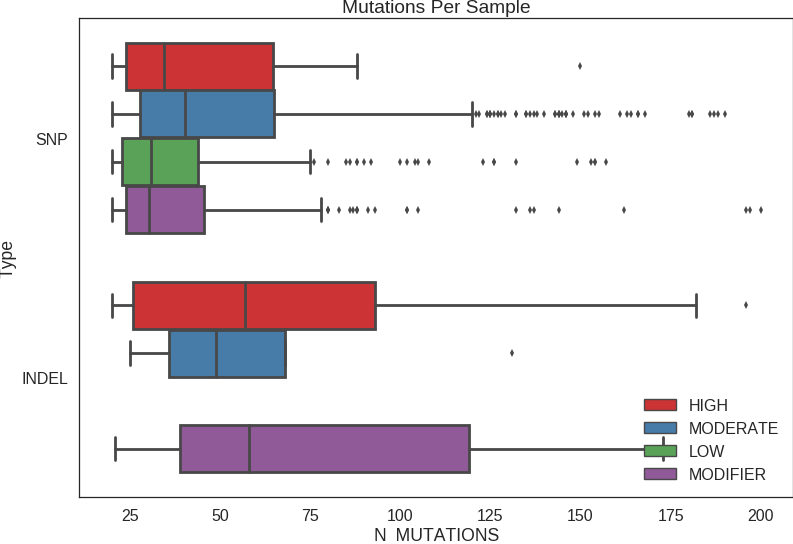 Mutations Per Sample
Type
SNP
INDEL
HIGH
MODERATE
LOW
MODIFIER
25 50 75 100 125 150 175 200
N_MUTATIONS